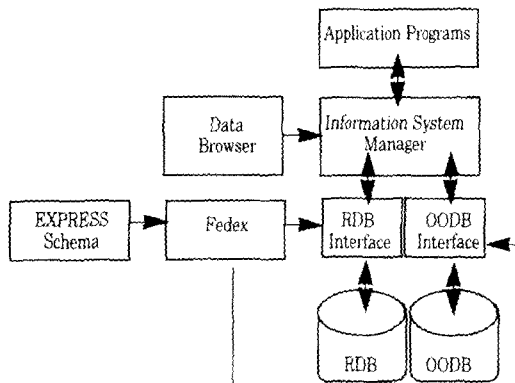 Application Programs
Data
Browser
Information System
Manager
EXPRESS
Schema
Fedex
RDB
Interface
OODB
Interface
RDB
OODB